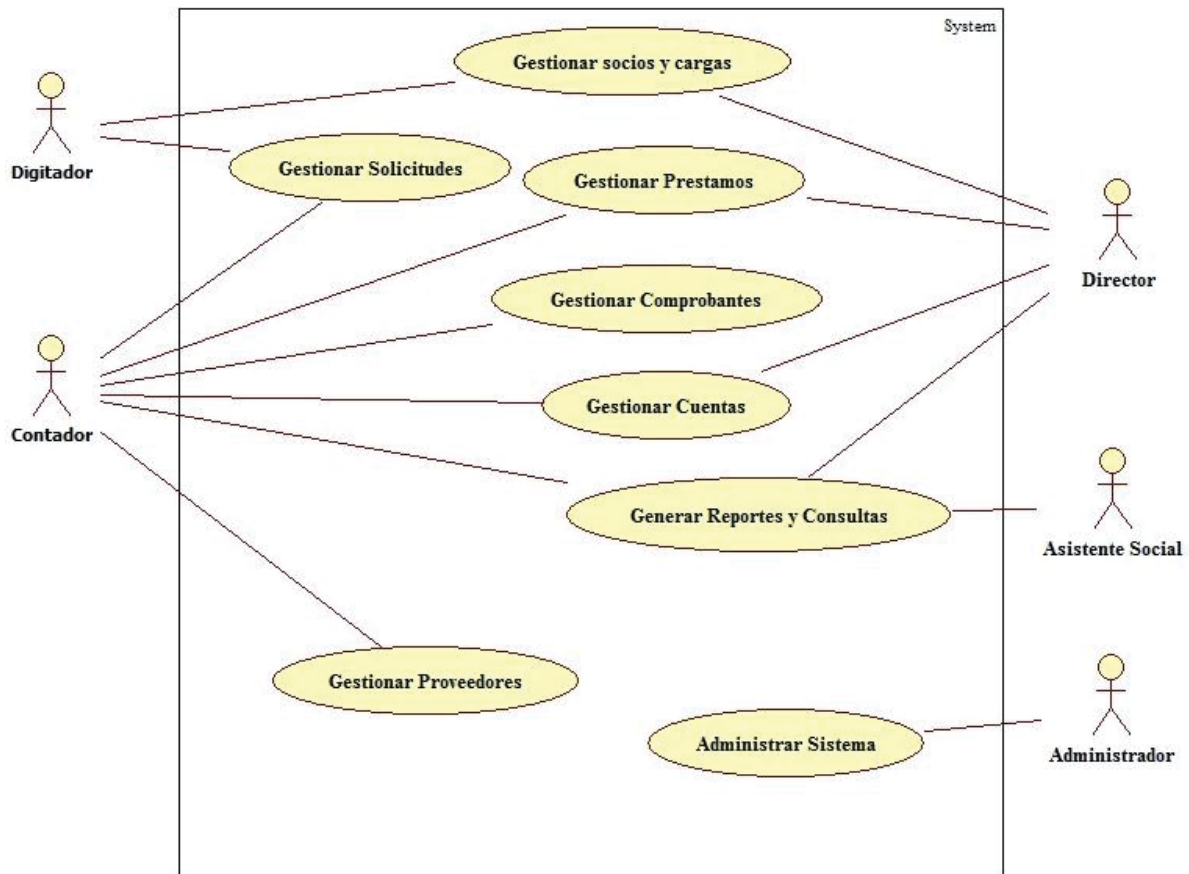 System
Gestionar socios y cargas
Digitador
Gestionar Solicitudes
Gestionar Prestamos
Director
Gestionar Comprobantes
Contador
Gestionar Cuentas
Generar Reportes y Consultas
Asistente Social
Gestionar Proveedores
Administrar Sistema
Administrador